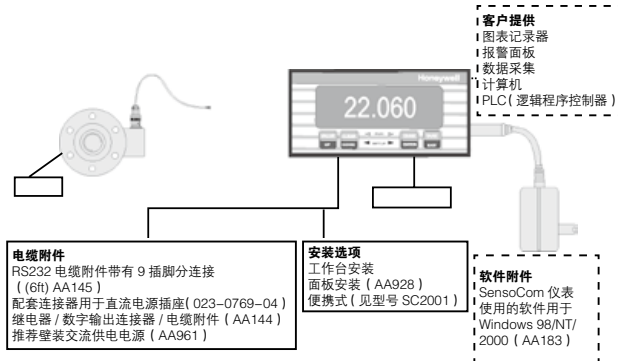 客户提供
图表记录器
报警面板
数据采集
计算机
PLC（逻辑程序控制器）
Honeywell
22.060
电缆附件
RS232 电缆附件带有 9 插脚分连接
（(6ft) AA145）
配套连接器用于直流电源插座（023-0769-04）
继电器 / 数字输出连接器 / 电缆附件（AA144）
推荐壁装交流供电电源（AA961）
安装选项
工作台安装
面板安装（AA928）
便携式（见型号 SC2001）
软件附件
SensoCom 仪表
使用的软件用于
Windows 98/NT/
2000（AA183）